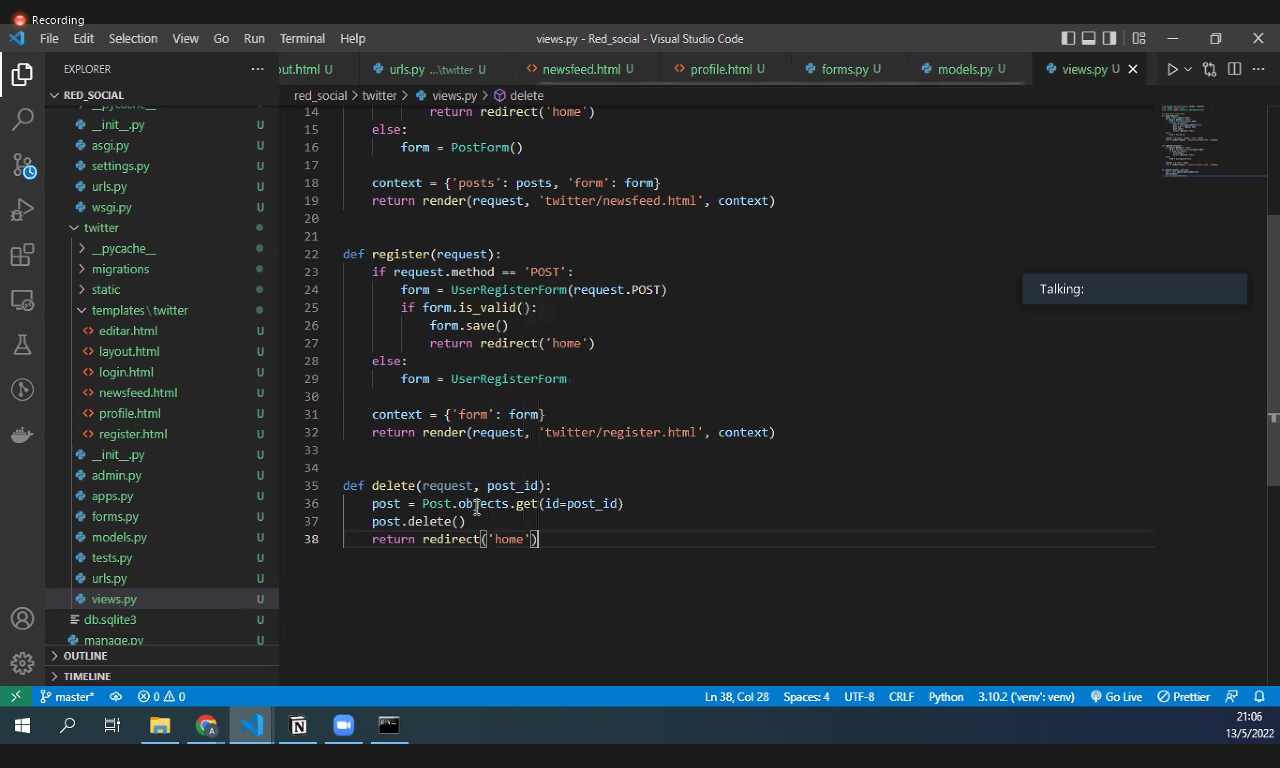 Recording
File Edit Selection View Go Run Terminal Help
views.py - Red_social - Visual Studio Code
EXPLORER
out.html U
urls.py ...\twitter U
newsfeed.html U
profile.html U
forms.py U
models.py U
views.py U
RED_SOCIAL
red_social > twitter > views.py > delete
__pycache__
__init__.py U
asgi.py U
settings.py U
urls.py U
wsgi.py U
twitter
__pycache__
migrations
static
templates \ twitter
editar.html U
layout.html U
login.html U
newsfeed.html U
profile.html U
register.html U
__init__.py U
admin.py U
apps.py U
forms.py U
models.py U
tests.py U
urls.py U
views.py U
db.sqlite3 U
manage.py U
OUTLINE
TIMELINE
14 return redirect('home')
15 else:
16 form = PostForm()
17
18 context = {'posts': posts, 'form': form}
19 return render(request, 'twitter/newsfeed.html', context)
20
21
22 def register(request):
23 if request.method == 'POST':
24 form = UserRegisterForm(request.POST)
25 if form.is_valid():
26 form.save()
27 return redirect('home')
28 else:
29 form = UserRegisterForm
30
31 context = {'form': form}
32 return render(request, 'twitter/register.html', context)
33
34
35 def delete(request, post_id):
36 post = Post.objects.get(id=post_id)
37 post.delete()
38 return redirect('home')
Talking:
master* 0 0 Ln 38, Col 28 Spaces: 4 UTF-8 CRLF Python 3.10.2 ('venv': venv) Go Live Prettier
21:06
13/5/2022